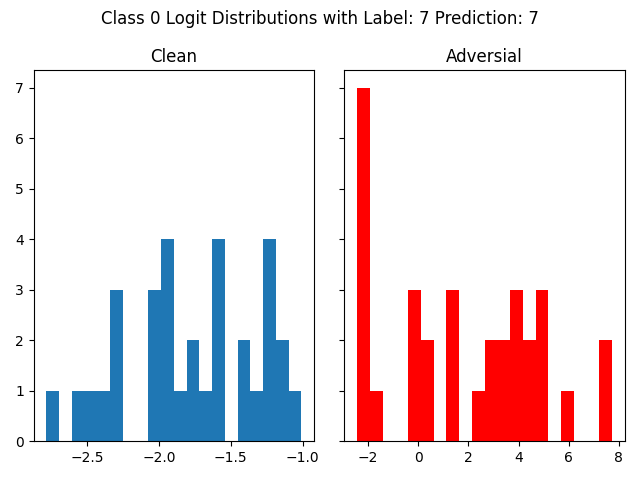 Class 0 Logit Distributions with Label: 7 Prediction: 7
Clean
Adversial
7
6
5
4
3
2
1
0
−2.5 −2.0 −1.5 −1.0
−2 0 2 4 6 8